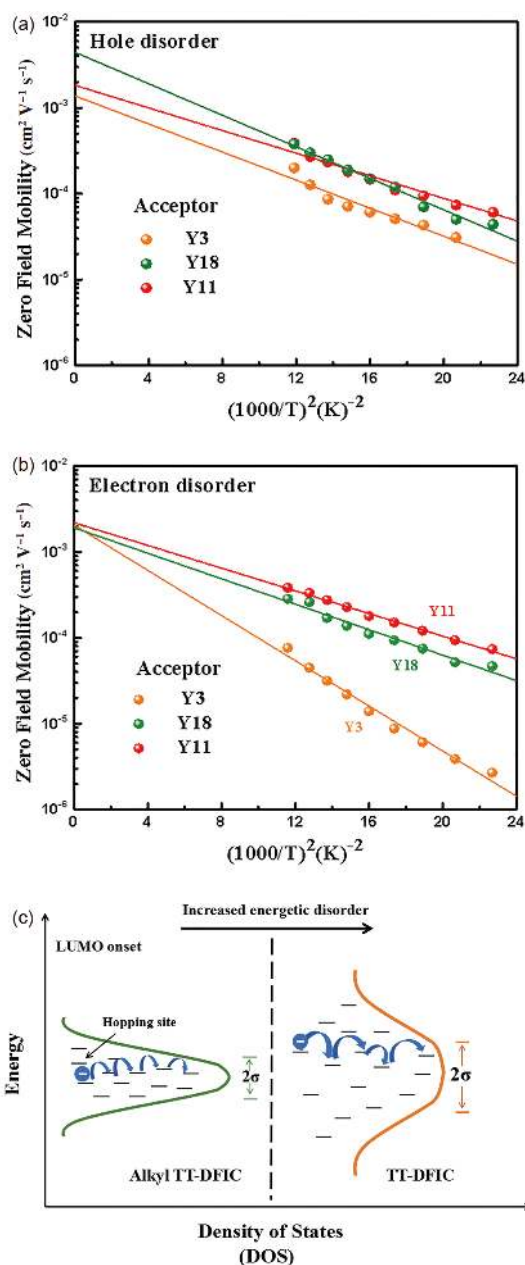 (a)
Hole disorder
Zero Field Mobility (cm² V⁻¹ s⁻¹)
10⁻²
10⁻³
10⁻⁴
10⁻⁵
10⁻⁶
Acceptor
Y3
Y18
Y11
0 4 8 12 16 20 24
(1000/T)²(K)⁻²
(b)
Electron disorder
Zero Field Mobility (cm² V⁻¹ s⁻¹)
10⁻²
10⁻³
10⁻⁴
10⁻⁵
10⁻⁶
Y11
Y18
Y3
Acceptor
Y3
Y18
Y11
0 4 8 12 16 20 24
(1000/T)²(K)⁻²
(c)
Increased energetic disorder
LUMO onset
Hopping site
Energy
2σ
2σ
Alkyl TT-DFIC
TT-DFIC
Density of States
(DOS)